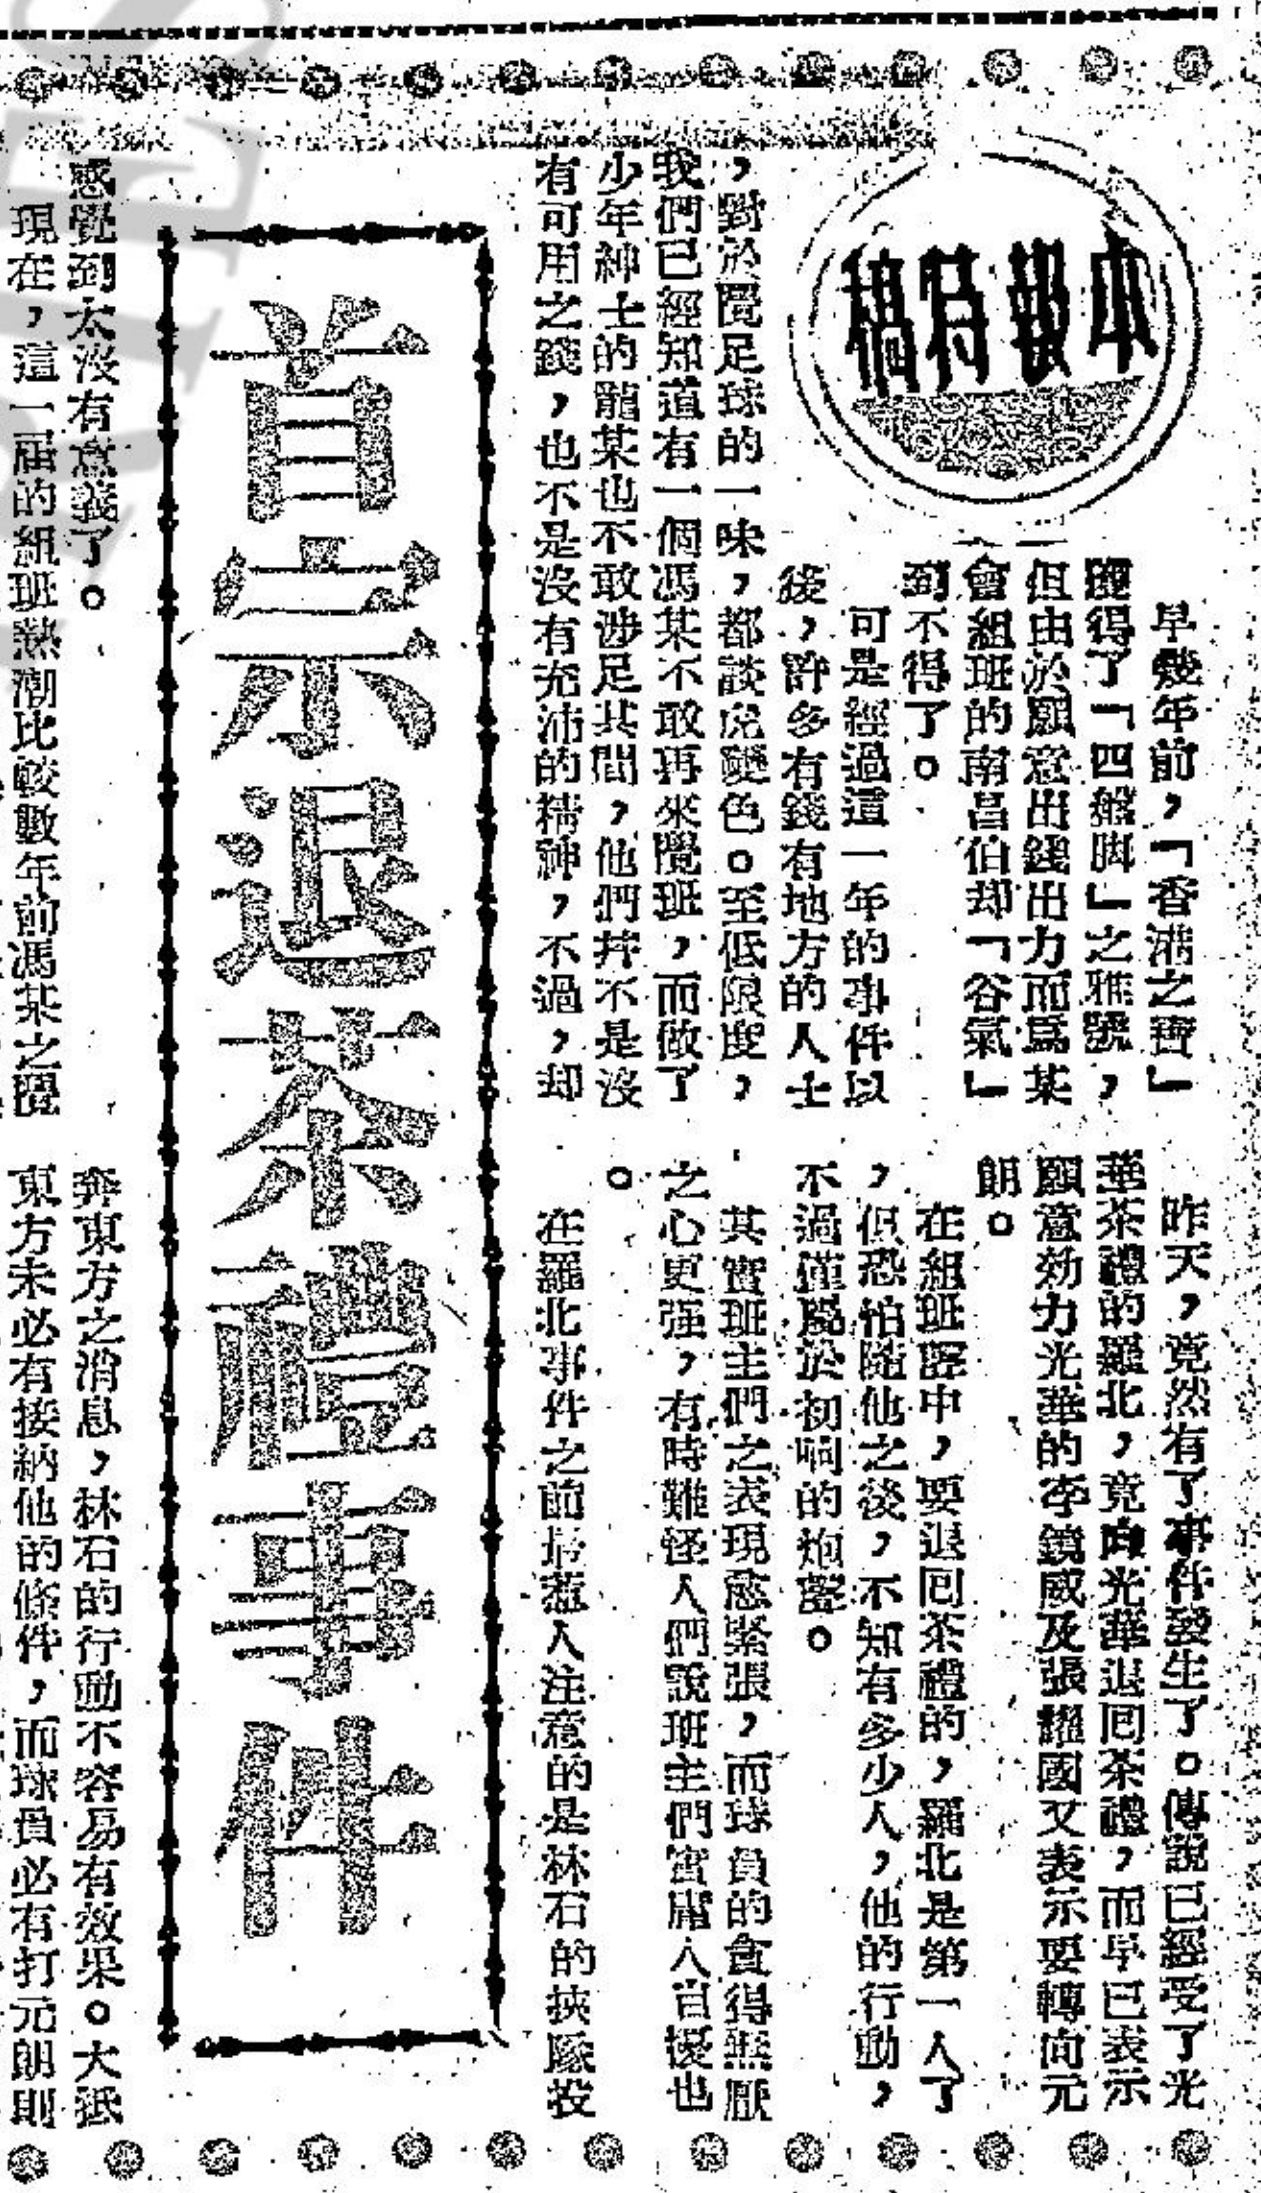 本報特稿
首宗退茶禮事件
早幾年前，「香港之寶」
贏得了「四盤脚」之雅號，
但由於願意出錢出力而爲某
會組班的南昌伯却「谷氣」
到不得了。
可是經過這一年的事件以
後，許多有錢有地方的人士
，對於攪足球的一味，都談虎變色。至低限度，
我們已經知道有一個馮某不敢再來攪班，而做了
少年紳士的龍某也不敢涉足其間，他們并不是沒
有可用之錢，也不是沒有充沛的精神，不過，却
感覺到太沒有意義了。
現在，這一屆的組班熱潮比較數年前馮某之攪
昨天，竟然有了事件發生了。傳說已經受了光
華茶禮的羅北，竟向光華退回茶禮，而早已表示
願意効力光華的李鏡威及張耀國又表示要轉向元
朗。
在組班聲中，要退回茶禮的，羅北是第一人了
，但恐怕隨他之後，不知有多少人，他的行動，
不過僅屬於初响的炮聲。
其實班主們之表現愈緊張，而球員的貪得無厭
之心更强，有時難怪人們說班主們實庸人自擾也
。
在羅北事件之前最惹人注意的是林石的挾隊投
奔東方之消息，林石的行動不容易有效果。大抵
東方未必有接納他的條件，而球員必有打元朗則